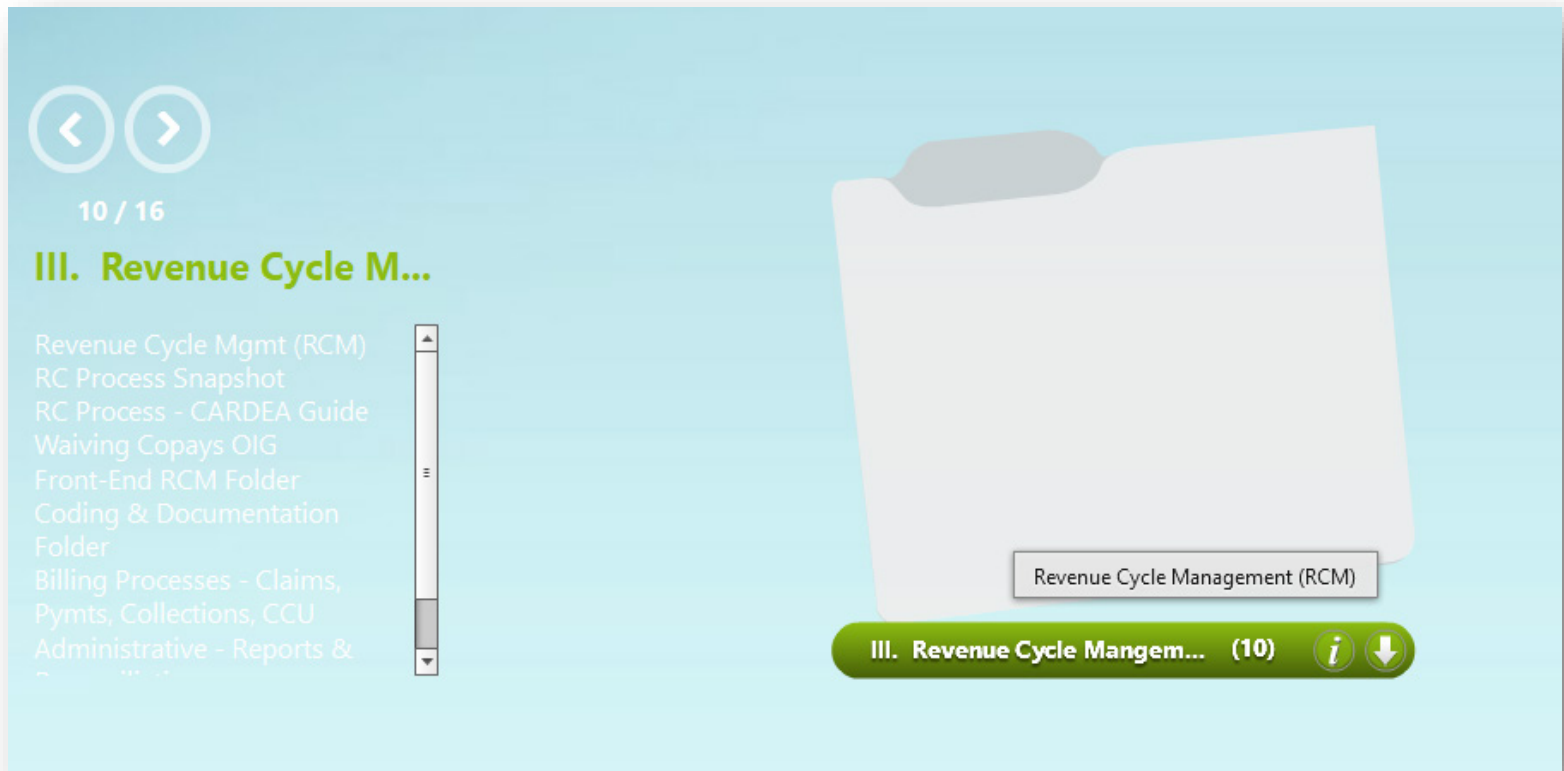 10 / 16
III. Revenue Cycle M...
Revenue Cycle Mgmt (RCM)
RC Process Snapshot
RC Process - CARDEA Guide
Waiving Copays OIG
Front-End RCM Folder
Coding & Documentation
Folder
Billing Processes - Claims,
Pymts, Collections, CCU
Administrative - Reports &
Revenue Cycle Management (RCM)
III. Revenue Cycle Mangem... (10) i